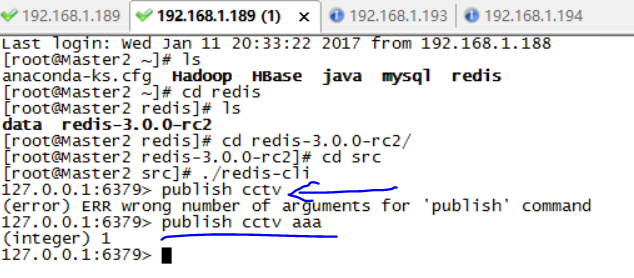 192.168.1.189 192.168.1.189 (1) × 192.168.1.193 192.168.1.194
Last login: Wed Jan 11 20:33:22 2017 from 192.168.1.188
[root@Master2 ~]# ls
anaconda-ks.cfg Hadoop HBase java mysql redis
[root@Master2 ~]# cd redis
[root@Master2 redis]# ls
data redis-3.0.0-rc2
[root@Master2 redis]# cd redis-3.0.0-rc2/
[root@Master2 redis-3.0.0-rc2]# cd src
[root@Master2 src]# ./redis-cli
127.0.0.1:6379> publish cctv
(error) ERR wrong number of arguments for 'publish' command
127.0.0.1:6379> publish cctv aaa
(integer) 1
127.0.0.1:6379>